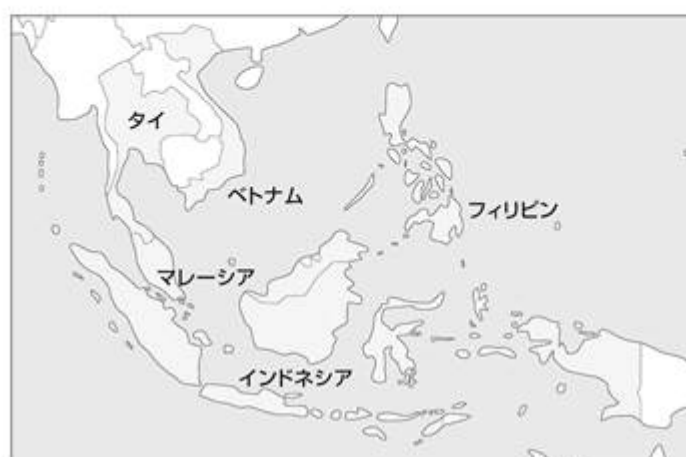 タイ
ベトナム
フィリピン
マレーシア
インドネシア